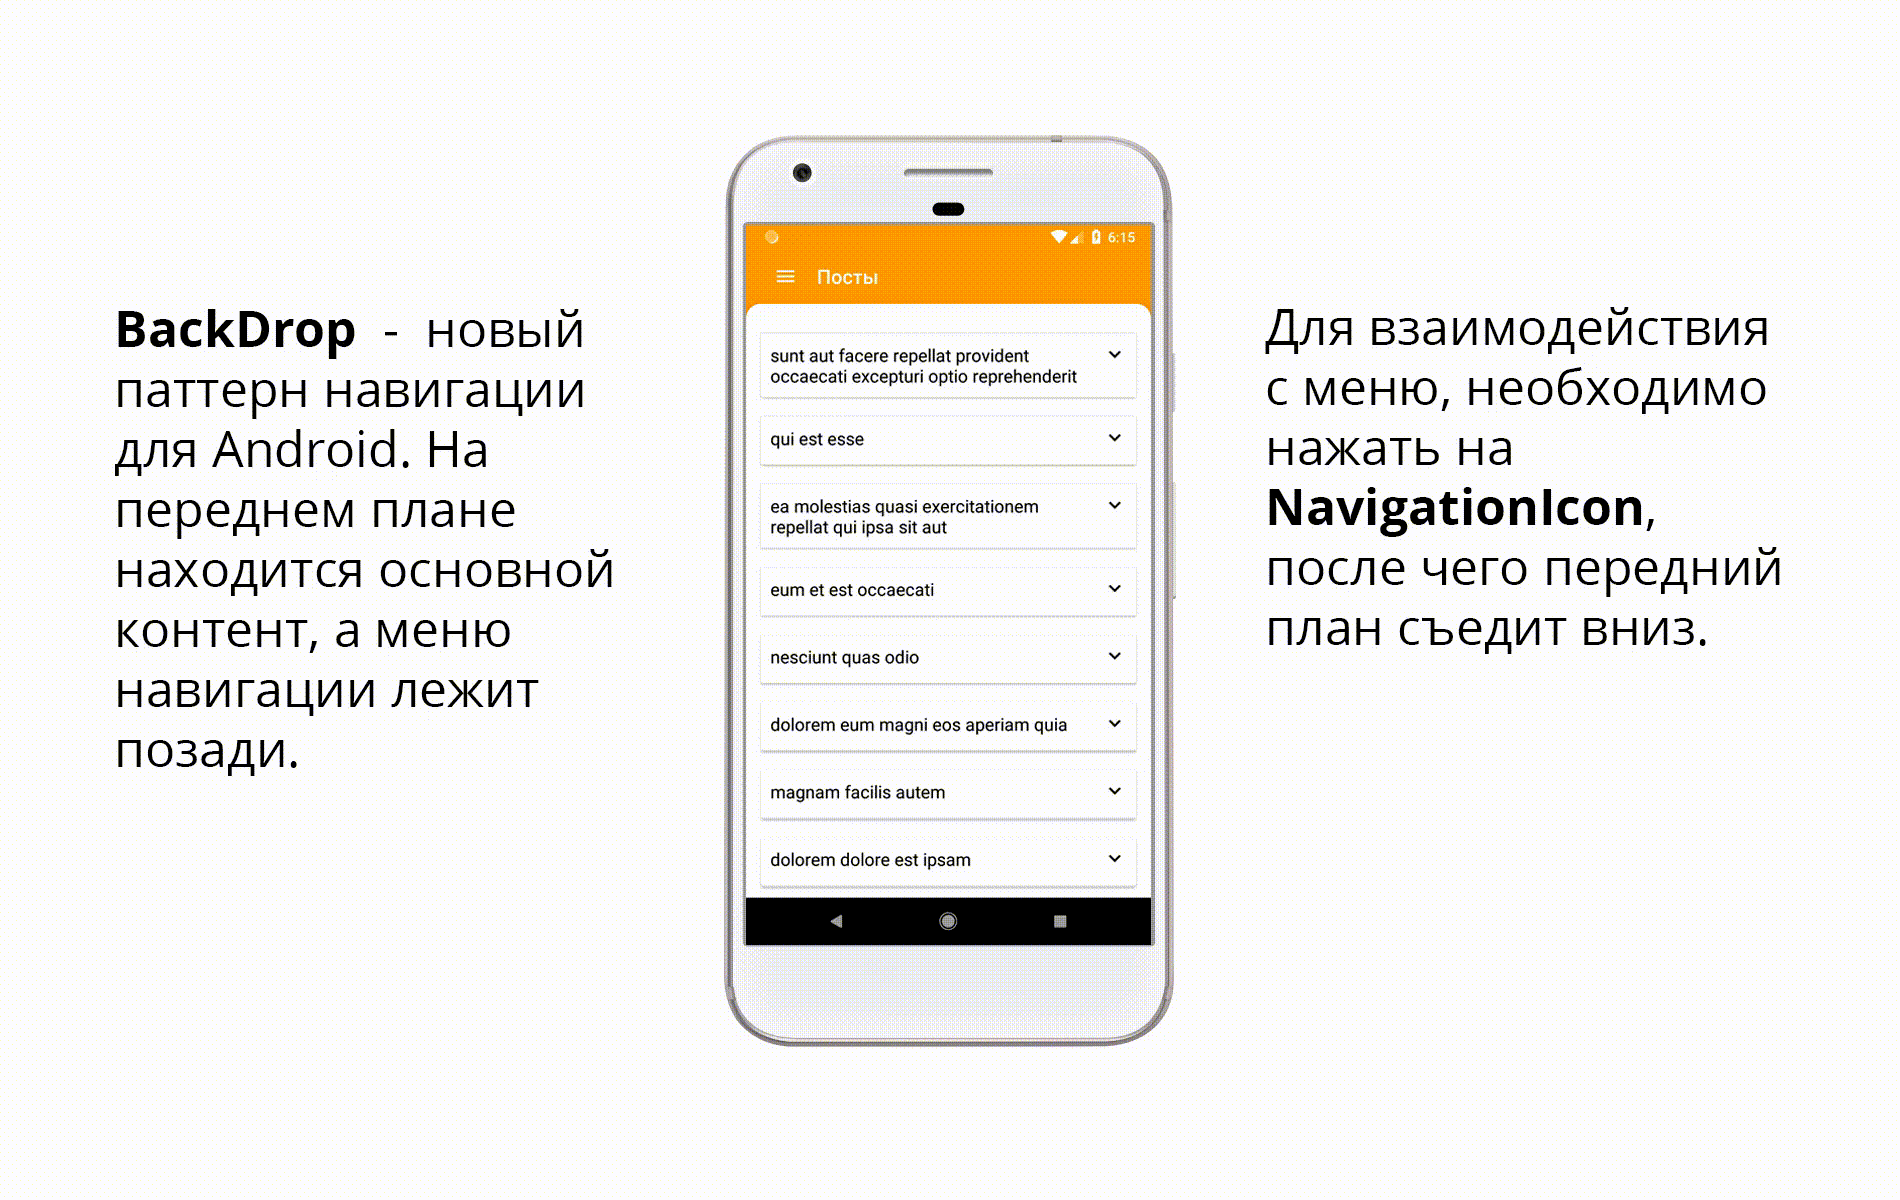 BackDrop - новый
паттерн навигации
для Android. На
переднем плане
находится основной
контент, а меню
навигации лежит
позади.
6:15
Посты
sunt aut facere repellat provident
occaecati excepturi optio reprehenderit
qui est esse
ea molestias quasi exercitationem
repellat qui ipsa sit aut
eum et est occaecati
nesciunt quas odio
dolorem eum magni eos aperiam quia
magnam facilis autem
dolorem dolore est ipsam
Для взаимодействия
с меню, необходимо
нажать на
NavigationIcon,
после чего передний
план съедит вниз.